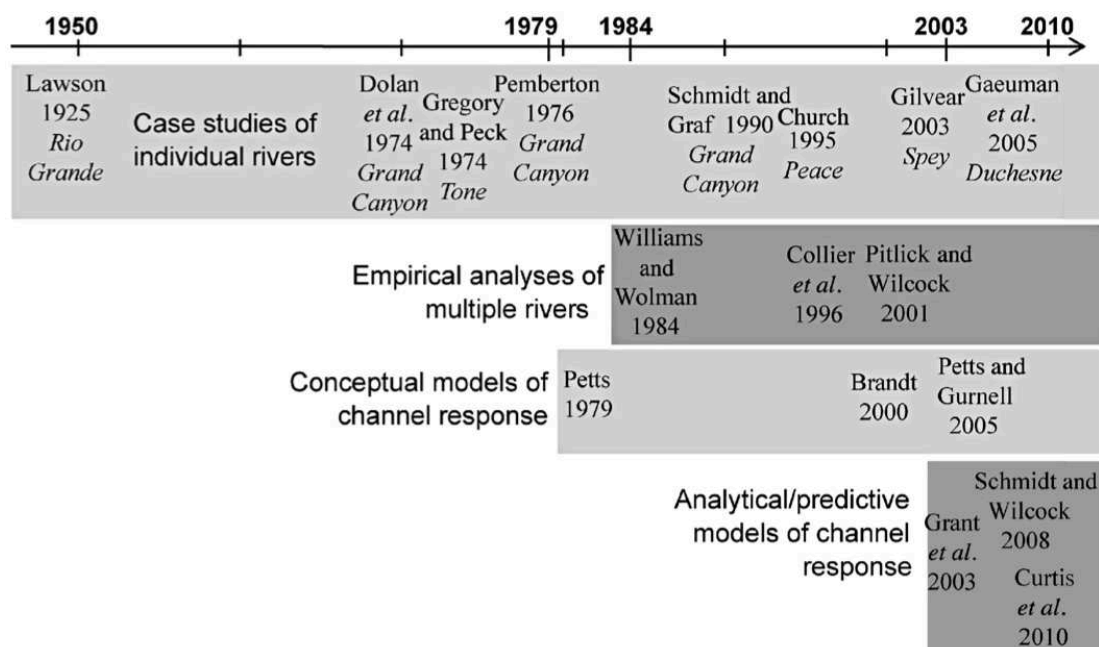 1950 1979 1984 2003 2010
Lawson
1925
Rio
Grande
Case studies of
individual rivers
Dolan
et al.
1974
Grand
Canyon
Gregory
and Peck
1974
Tone
Pemberton
1976
Grand
Canyon
Schmidt and
Graf 1990
Grand
Canyon
Church
1995
Peace
Gilvear
2003
Spey
Gaeuman
et al.
2005
Duchesne
Empirical analyses of
multiple rivers
Williams
and
Wolman
1984
Collier
et al.
1996
Pitlick and
Wilcock
2001
Conceptual models of
channel response
Petts
1979
Brandt
2000
Petts and
Gurnell
2005
Analytical/predictive
models of channel
response
Grant
et al.
2003
Schmidt and
Wilcock
2008
Curtis
et al.
2010